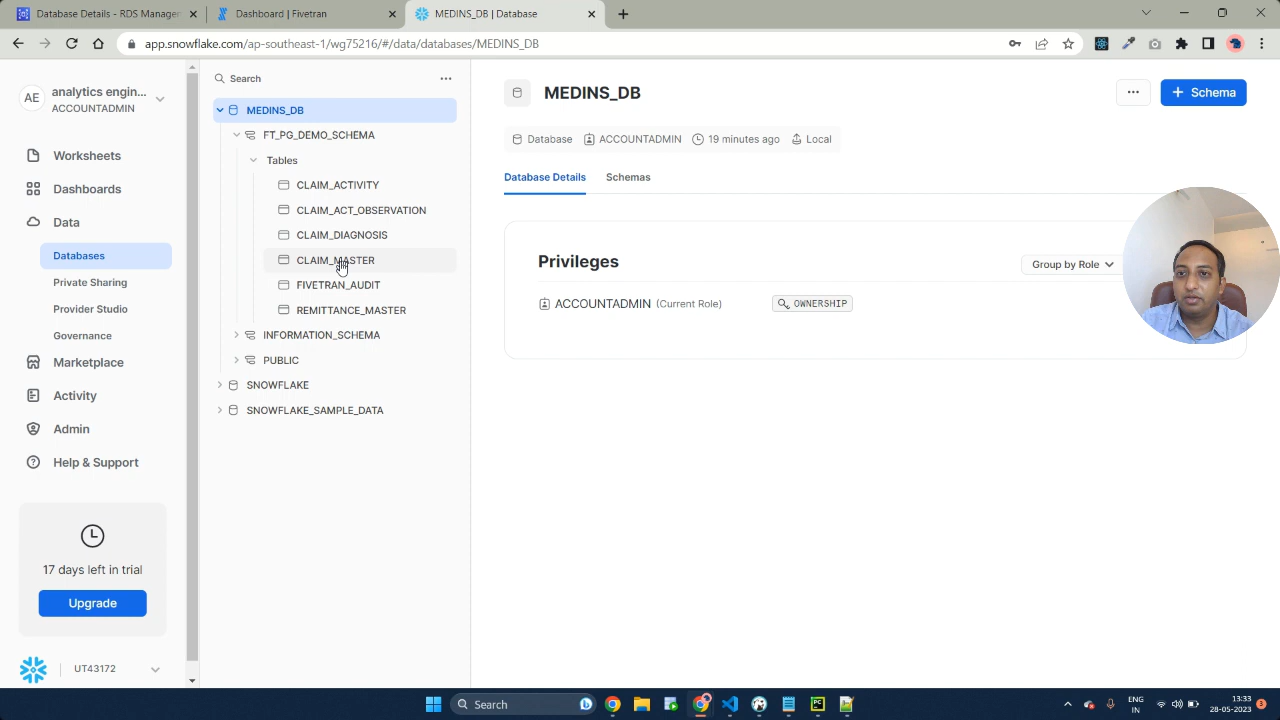 Database Details - RDS Manager
Dashboard | Fivetran
MEDINS_DB | Database
app.snowflake.com/ap-southeast-1/wg75216/#/data/databases/MEDINS_DB
AE
analytics engin...
ACCOUNTADMIN
Worksheets
Dashboards
Data
Databases
Private Sharing
Provider Studio
Governance
Marketplace
Activity
Admin
Help & Support
17 days left in trial
Upgrade
UT43172
Search
MEDINS_DB
FT_PG_DEMO_SCHEMA
Tables
CLAIM_ACTIVITY
CLAIM_ACT_OBSERVATION
CLAIM_DIAGNOSIS
CLAIM_MASTER
FIVETRAN_AUDIT
REMITTANCE_MASTER
INFORMATION_SCHEMA
PUBLIC
SNOWFLAKE
SNOWFLAKE_SAMPLE_DATA
MEDINS_DB
+ Schema
Database ACCOUNTADMIN 19 minutes ago Local
Database Details Schemas
Privileges
Group by Role
ACCOUNTADMIN (Current Role) OWNERSHIP
Search
ENG
IN
13:33
28-05-2023
3